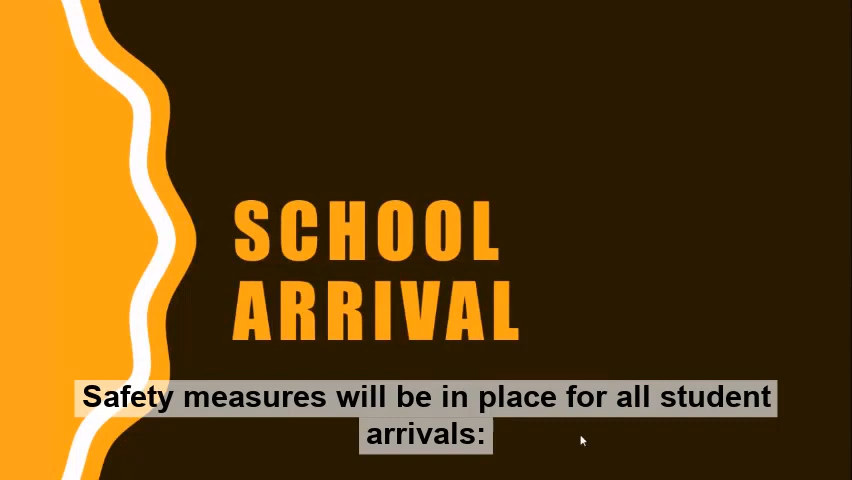 SCHOOL
ARRIVAL
Safety measures will be in place for all student
arrivals: